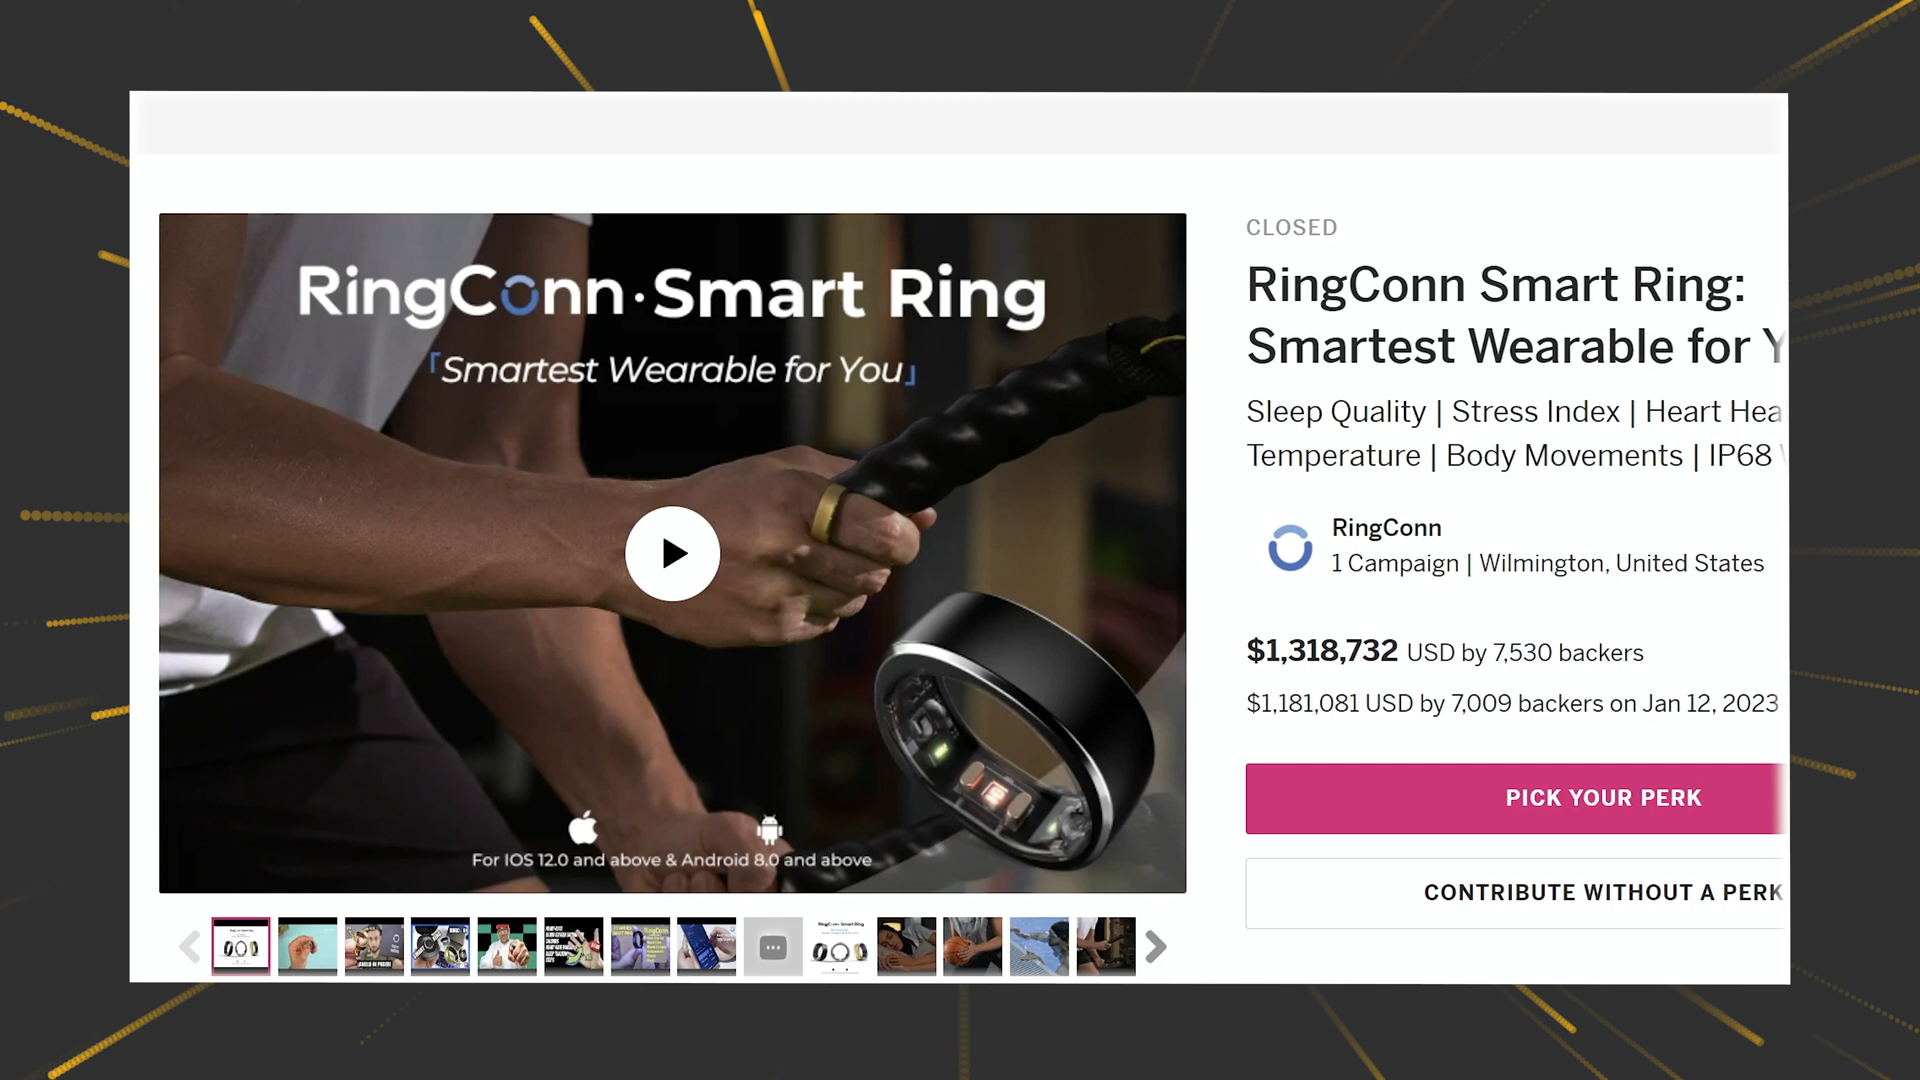 RingConn · Smart Ring
「Smartest Wearable for You」
For IOS 12.0 and above & Android 8.0 and above
CLOSED
RingConn Smart Ring:
Smartest Wearable for Y
Sleep Quality | Stress Index | Heart Hea
Temperature | Body Movements | IP68
RingConn
1 Campaign | Wilmington, United States
$1,318,732 USD by 7,530 backers
$1,181,081 USD by 7,009 backers on Jan 12, 2023
PICK YOUR PERK
CONTRIBUTE WITHOUT A PERK